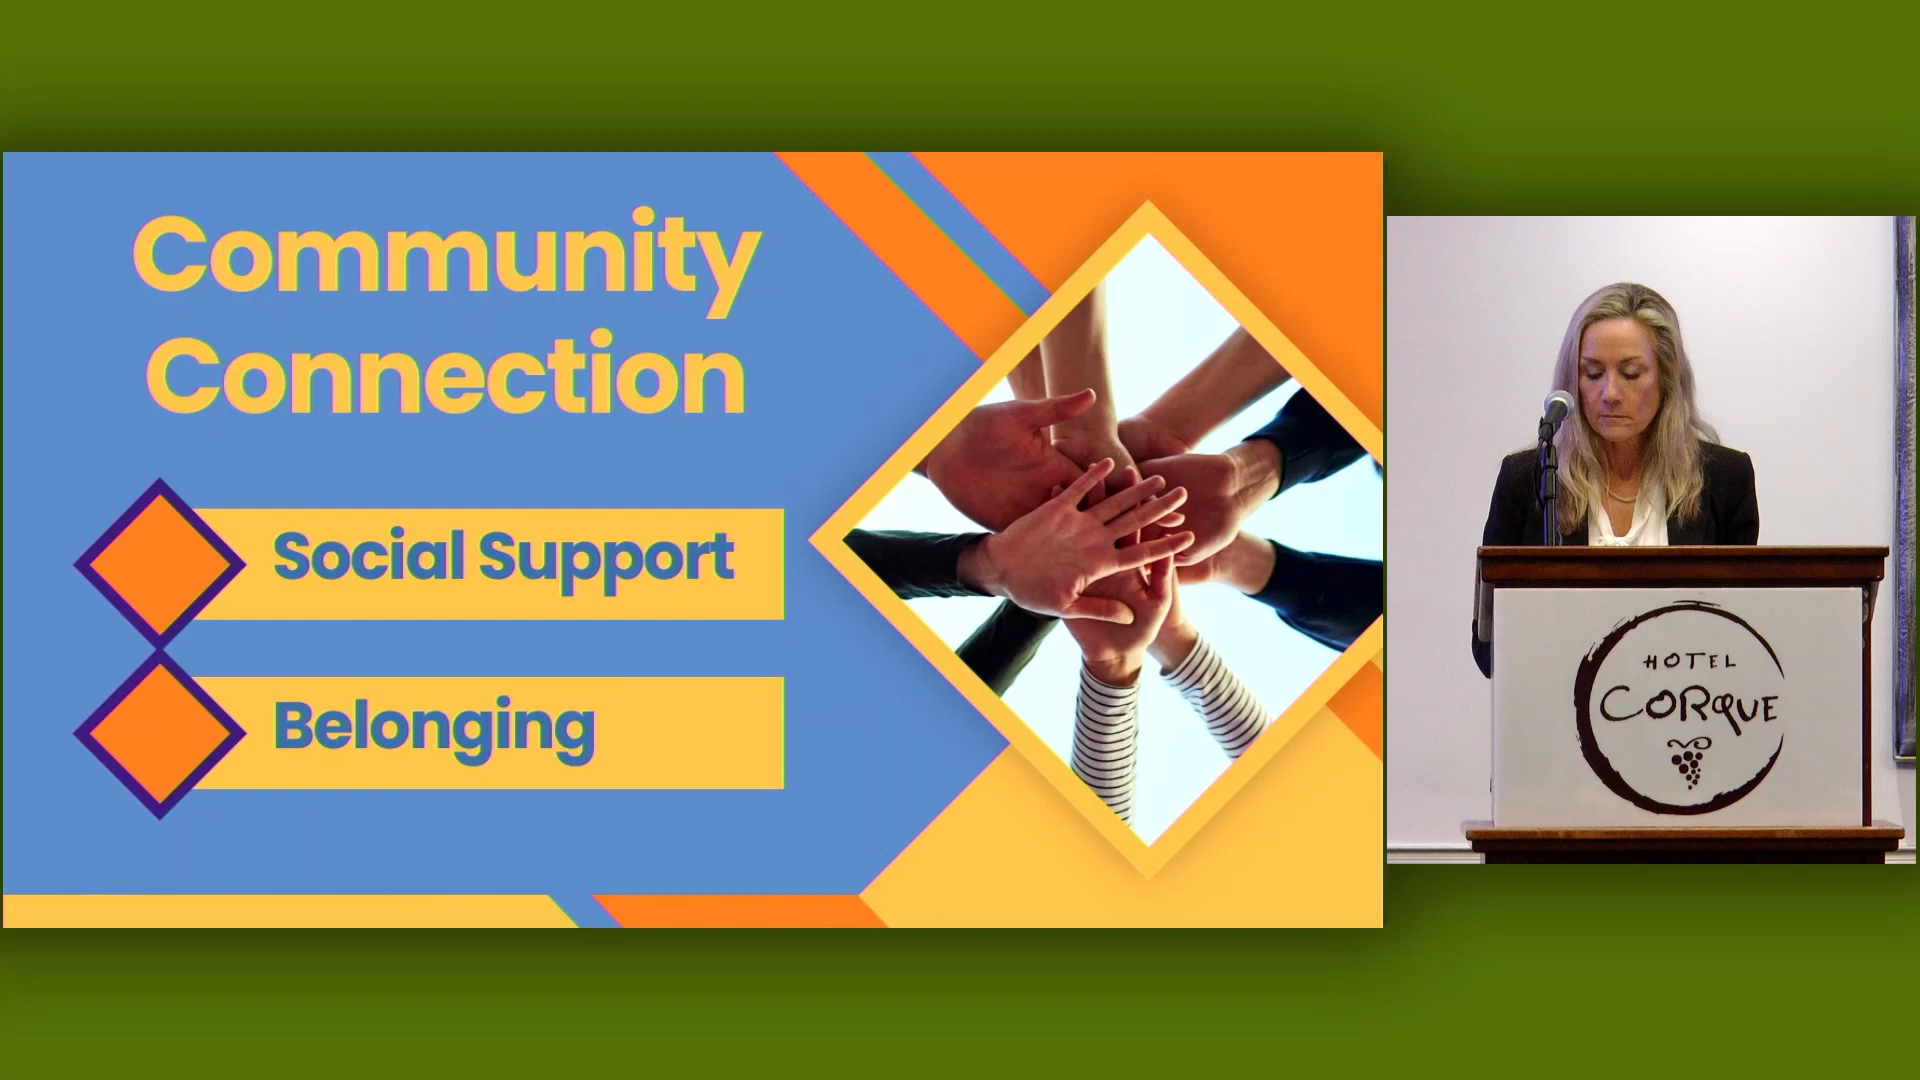 Community
Connection
Social Support
Belonging
HOTEL
CORQUE